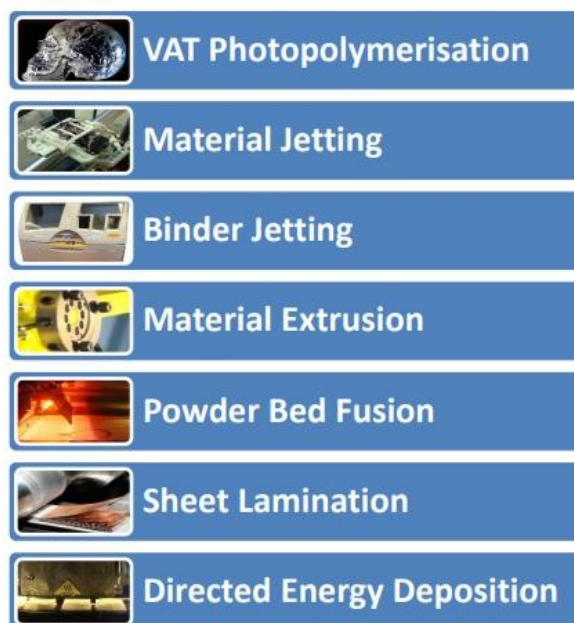 VAT Photopolymerisation
Material Jetting
Binder Jetting
Material Extrusion
Powder Bed Fusion
Sheet Lamination
Directed Energy Deposition